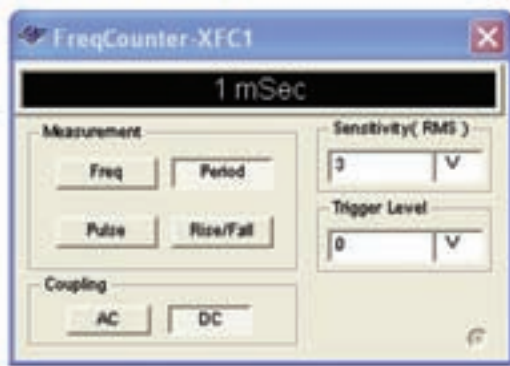 FreqCounter-XFC1
1 mSec
Measurement
Freq
Period
Pulse
Rise/Fall
Coupling
AC
DC
Sensitivity( RMS )
3
V
Trigger Level
0
V